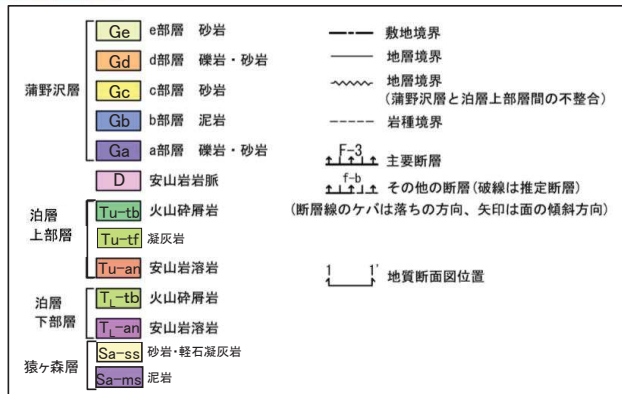 蒲野沢層
Ge e部層 砂岩
Gd d部層 礫岩・砂岩
Gc c部層 砂岩
Gb b部層 泥岩
Ga a部層 礫岩・砂岩
D 安山岩岩脈
泊層
上部層
Tu-tb 火山砕屑岩
Tu-tf 凝灰岩
Tu-an 安山岩溶岩
泊層
下部層
TL-tb 火山砕屑岩
TL-an 安山岩溶岩
猿ヶ森層
Sa-ss 砂岩・軽石凝灰岩
Sa-ms 泥岩
敷地境界
地層境界
地層境界
(蒲野沢層と泊層上部層間の不整合)
岩種境界
F-3 主要断層
f-b その他の断層(破線は推定断層)
(断層線のケバは落ちの方向、矢印は面の傾斜方向)
1 1' 地質断面図位置